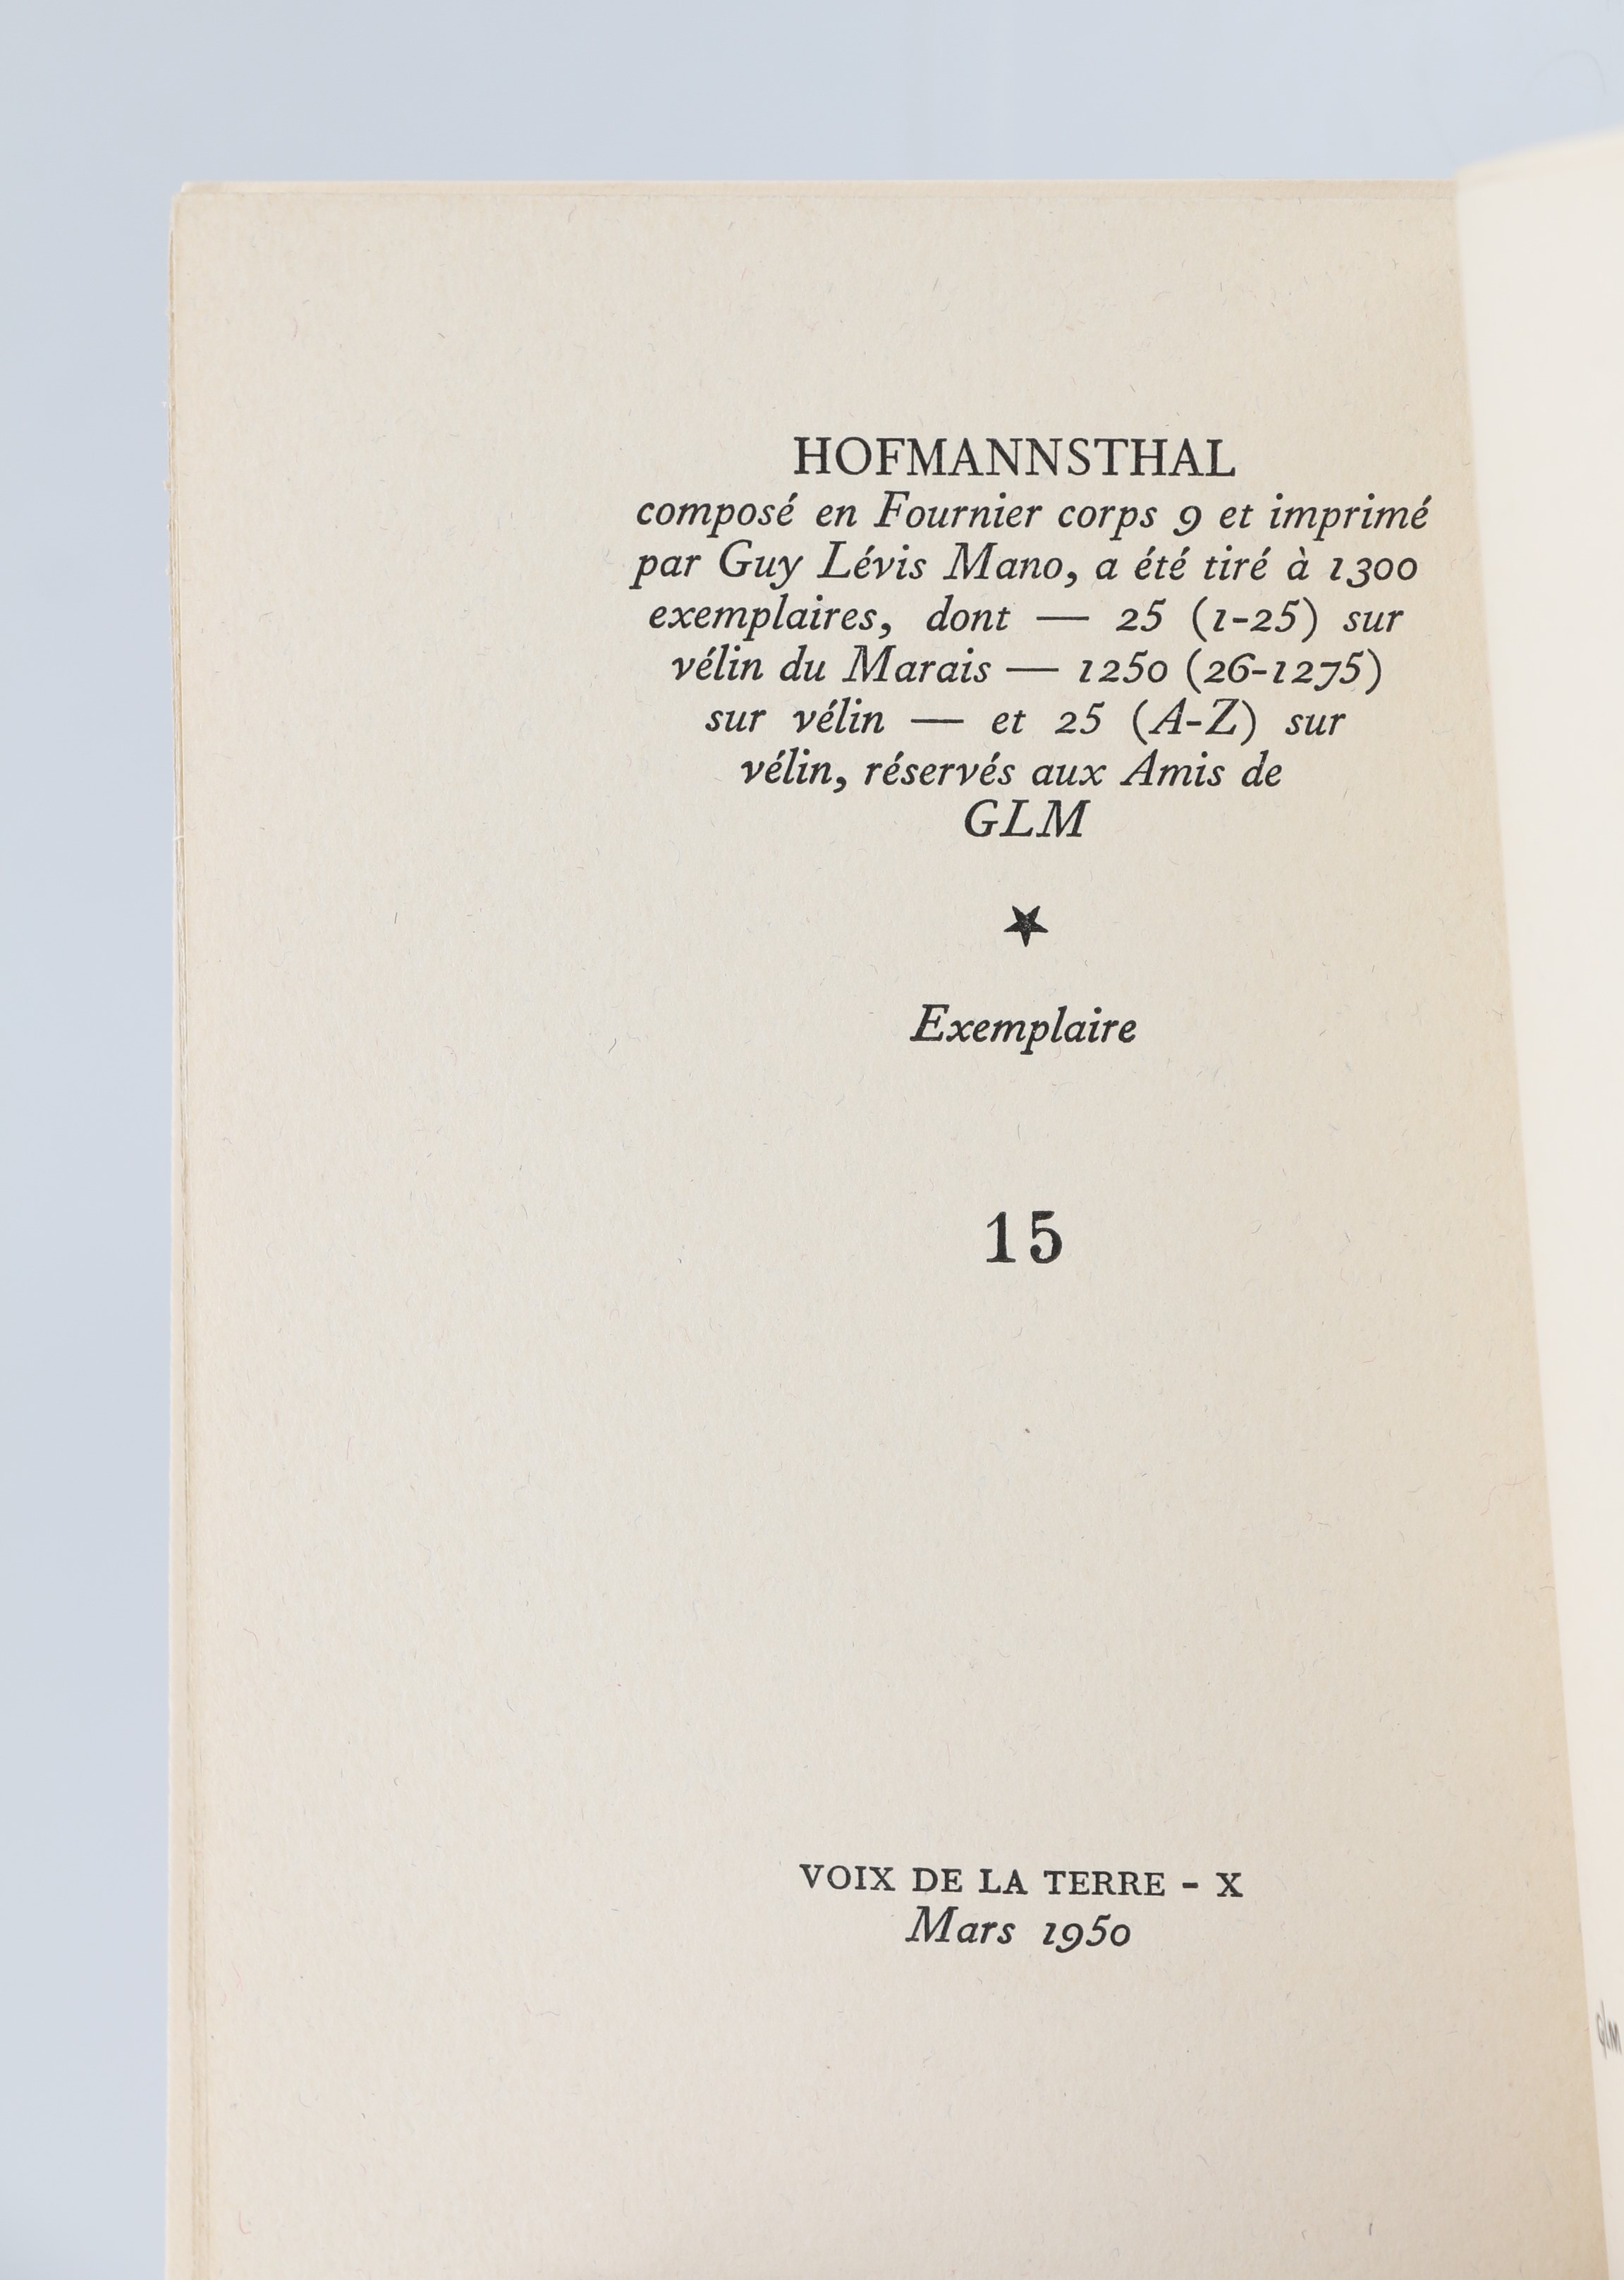 HOFMANNSTHAL
composé en Fournier corps 9 et imprimé
par Guy Lévis Mano, a été tiré à 1300
exemplaires, dont — 25 (1-25) sur
vélin du Marais — 1250 (26-1275)
sur vélin — et 25 (A-Z) sur
vélin, réservés aux Amis de
GLM
Exemplaire
15
VOIX DE LA TERRE - X
Mars 1950
glm